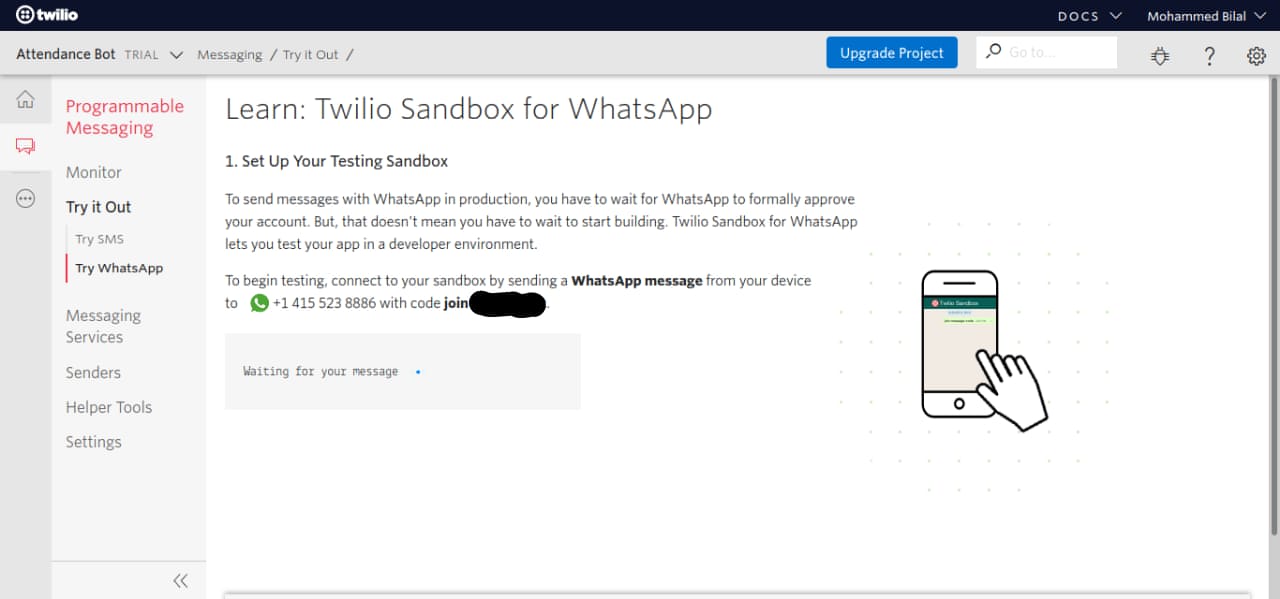 twilio
DOCS
Mohammed Bilal
Attendance Bot TRIAL
Messaging / Try it Out /
Upgrade Project
Go to...
Programmable
Messaging
Monitor
Try it Out
Try SMS
Try WhatsApp
Messaging
Services
Senders
Helper Tools
Settings
Learn: Twilio Sandbox for WhatsApp
1. Set Up Your Testing Sandbox
To send messages with WhatsApp in production, you have to wait for WhatsApp to formally approve
your account. But, that doesn't mean you have to wait to start building. Twilio Sandbox for WhatsApp
lets you test your app in a developer environment.
To begin testing, connect to your sandbox by sending a WhatsApp message from your device
to +1 415 523 8886 with code join .
Waiting for your message
Twilio Sandbox